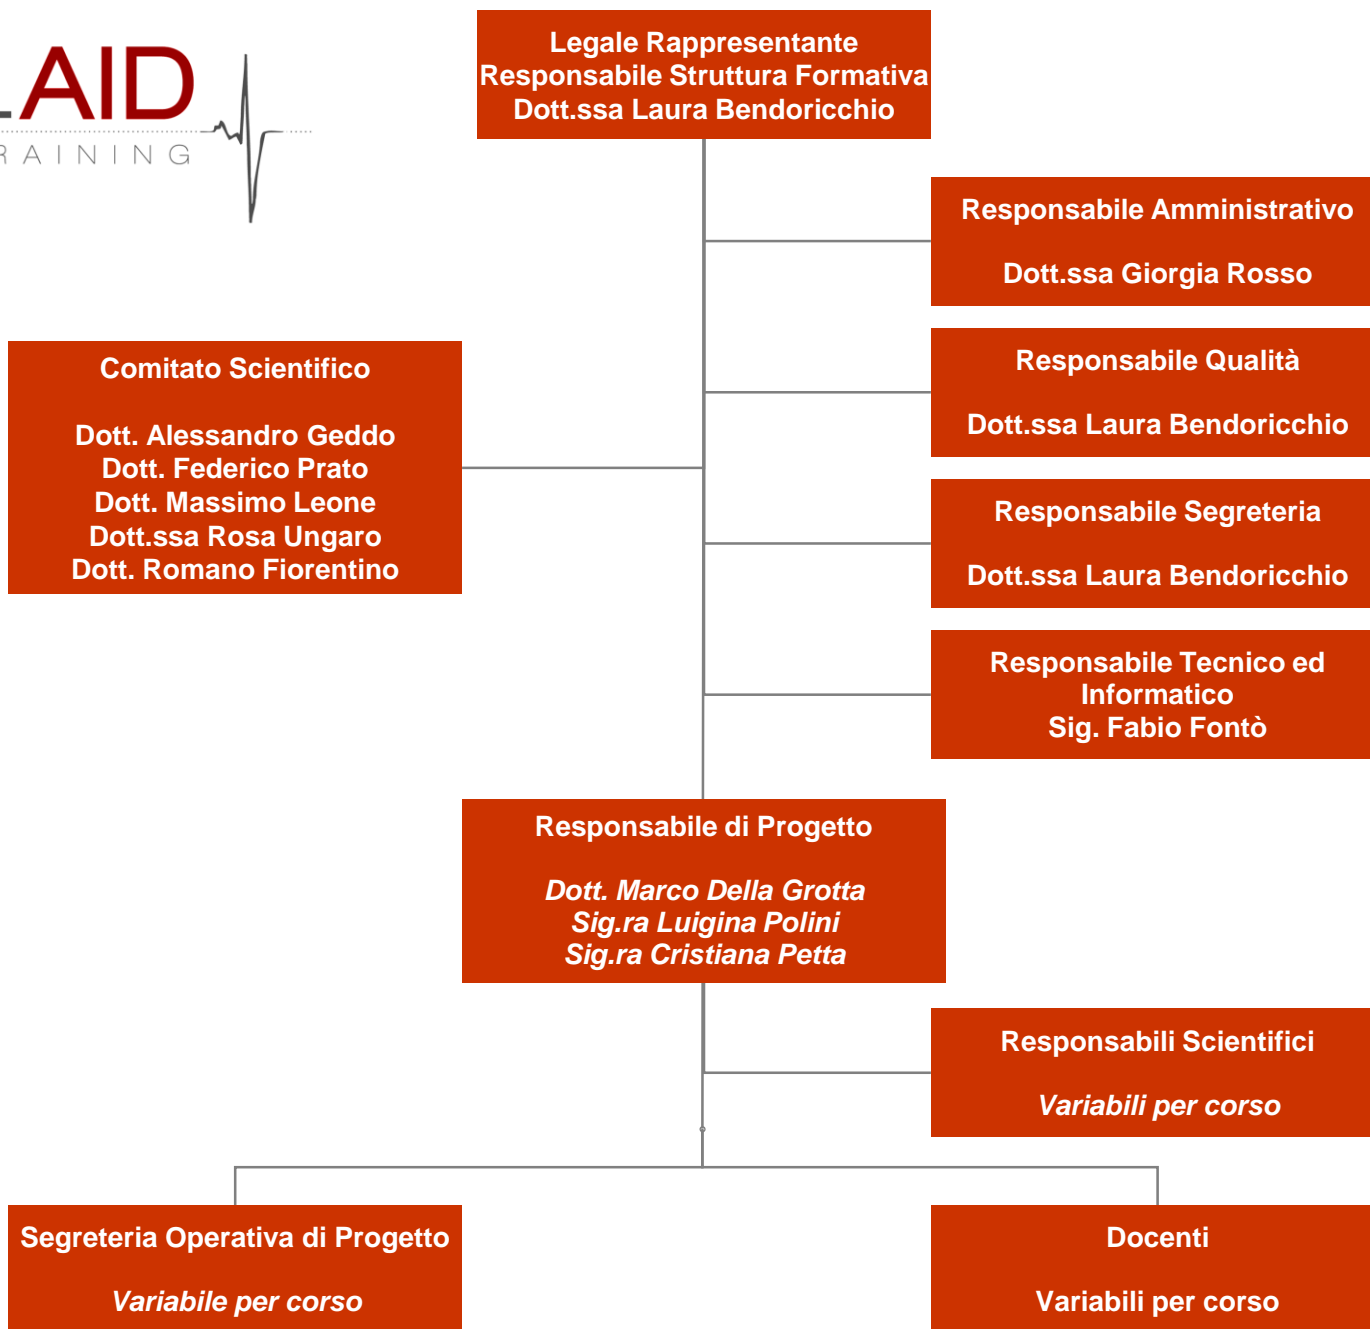 Legale Rappresentante
Responsabile Struttura Formativa
Dott.ssa Laura Bendoricchio
AID
RAINING
Responsabile Amministrativo
Dott.ssa Giorgia Rosso
Comitato Scientifico
Dott. Alessandro Geddo
Dott. Federico Prato
Dott. Massimo Leone
Dott.ssa Rosa Ungaro
Dott. Romano Fiorentino
Responsabile Qualità
Dott.ssa Laura Bendoricchio
Responsabile Segreteria
Dott.ssa Laura Bendoricchio
Responsabile Tecnico ed
Informatico
Sig. Fabio Fontò
Responsabile di Progetto
Dott. Marco Della Grotta
Sig.ra Luigina Polini
Sig.ra Cristiana Petta
Responsabili Scientifici
Variabili per corso
Segreteria Operativa di Progetto
Variabile per corso
Docenti
Variabili per corso